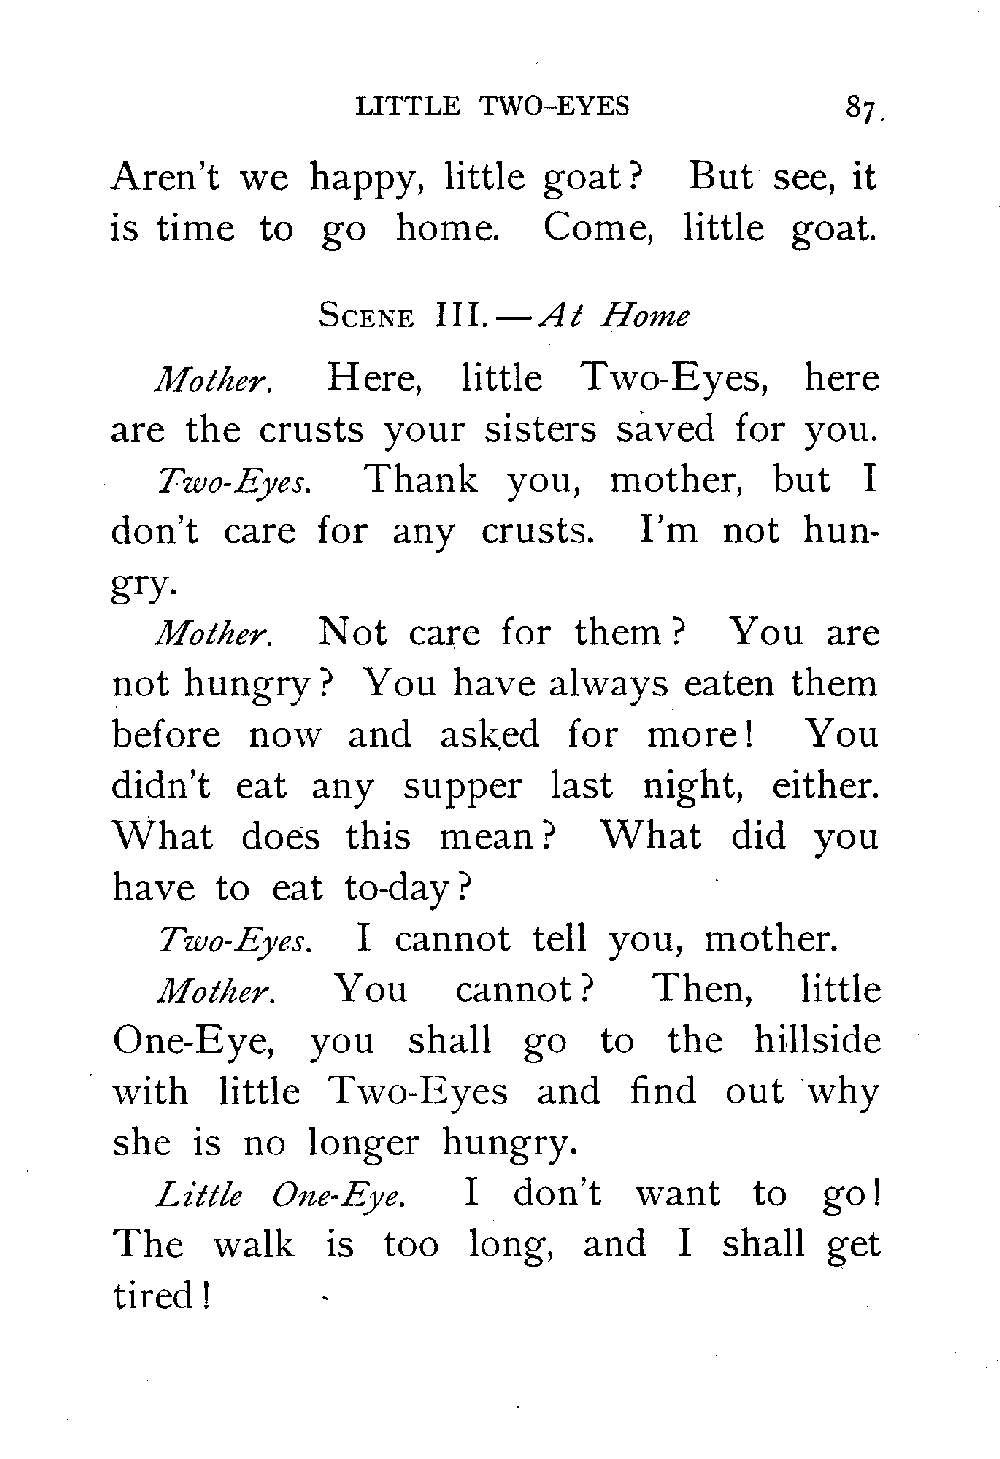 LITTLE TWO-EYES 87
Aren't we happy, little goat? But see, it
is time to go home. Come, little goat.
SCENE III.—At Home
Mother. Here, little Two-Eyes, here
are the crusts your sisters saved for you.
Two-Eyes. Thank you, mother, but I
don't care for any crusts. I'm not hun-
gry.
Mother. Not care for them? You are
not hungry? You have always eaten them
before now and asked for more! You
didn't eat any supper last night, either.
What does this mean? What did you
have to eat to-day?
Two-Eyes. I cannot tell you, mother.
Mother. You cannot? Then, little
One-Eye, you shall go to the hillside
with little Two-Eyes and find out why
she is no longer hungry.
Little One-Eye. I don't want to go!
The walk is too long, and I shall get
tired!